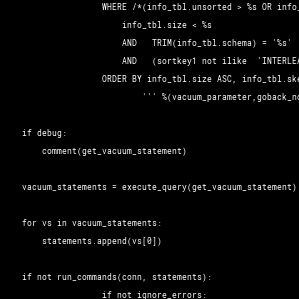 WHERE /*(info_tbl.unsorted > %s OR info_
info_tbl.size < %s
AND   TRIM(info_tbl.schema) = '%s'
AND   (sortkey1 not ilike  'INTERLEA
ORDER BY info_tbl.size ASC, info_tbl.ske
''' %(vacuum_parameter,goback_no
if debug:
comment(get_vacuum_statement)
vacuum_statements = execute_query(get_vacuum_statement)
for vs in vacuum_statements:
statements.append(vs[0])
if not run_commands(conn, statements):
if not ignore_errors: